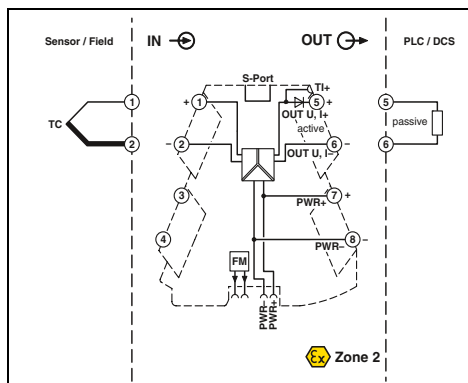 Sensor / Field
IN
OUT
PLC / DCS
S-Port
TI+
1
+
1
5
+
5
OUT U, I+
TC
active
passive
2
–
2
6
–
6
OUT U, I–
3
7
+
PWR+
4
8
–
PWR–
FM
PWR–
PWR+
Ex
Zone 2